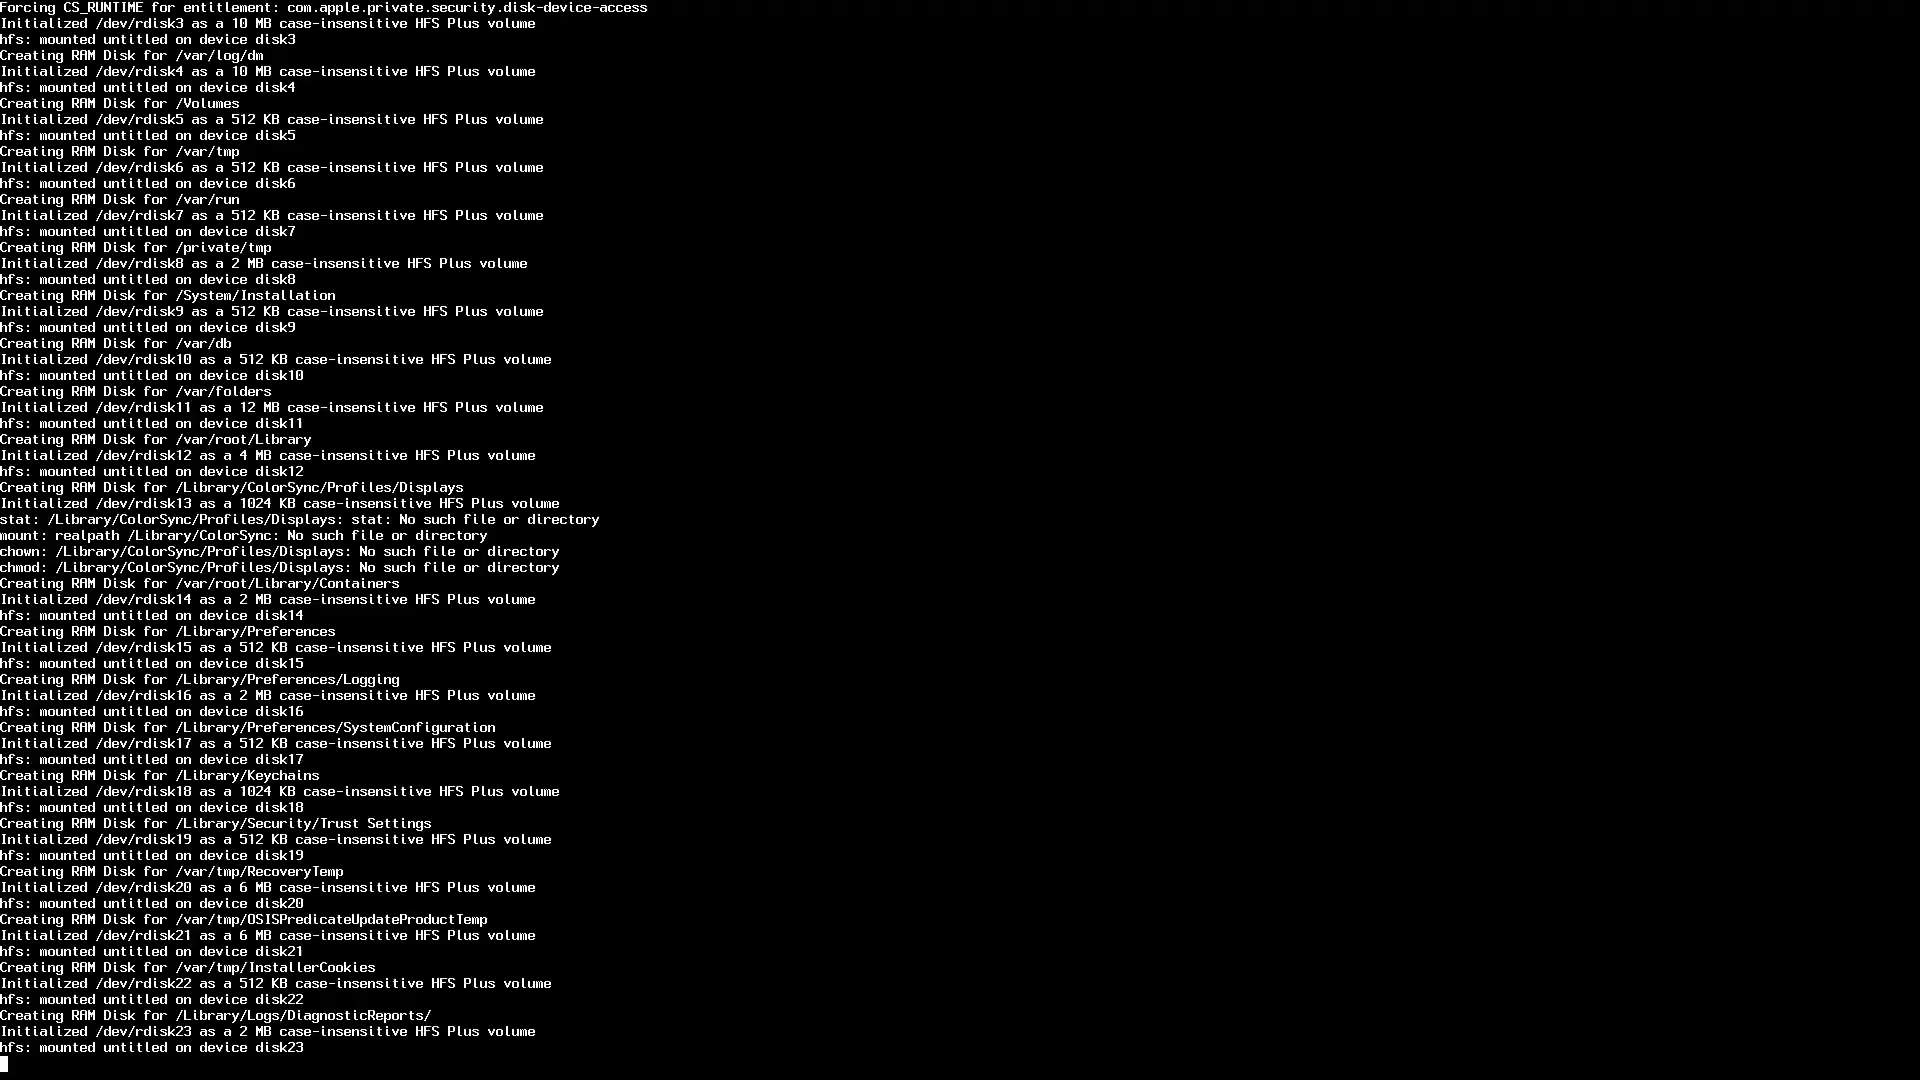 Forcing CS_RUNTIME for entitlement: com.apple.private.security.disk-device-access
Initialized /dev/rdisk3 as a 10 MB case-insensitive HFS Plus volume
hfs: mounted untitled on device disk3
Creating RAM Disk for /var/log/dm
Initialized /dev/rdisk4 as a 10 MB case-insensitive HFS Plus volume
hfs: mounted untitled on device disk4
Creating RAM Disk for /Volumes
Initialized /dev/rdisk5 as a 512 KB case-insensitive HFS Plus volume
hfs: mounted untitled on device disk5
Creating RAM Disk for /var/tmp
Initialized /dev/rdisk6 as a 512 KB case-insensitive HFS Plus volume
hfs: mounted untitled on device disk6
Creating RAM Disk for /var/run
Initialized /dev/rdisk7 as a 512 KB case-insensitive HFS Plus volume
hfs: mounted untitled on device disk7
Creating RAM Disk for /private/tmp
Initialized /dev/rdisk8 as a 2 MB case-insensitive HFS Plus volume
hfs: mounted untitled on device disk8
Creating RAM Disk for /System/Installation
Initialized /dev/rdisk9 as a 512 KB case-insensitive HFS Plus volume
hfs: mounted untitled on device disk9
Creating RAM Disk for /var/db
Initialized /dev/rdisk10 as a 512 KB case-insensitive HFS Plus volume
hfs: mounted untitled on device disk10
Creating RAM Disk for /var/folders
Initialized /dev/rdisk11 as a 12 MB case-insensitive HFS Plus volume
hfs: mounted untitled on device disk11
Creating RAM Disk for /var/root/Library
Initialized /dev/rdisk12 as a 4 MB case-insensitive HFS Plus volume
hfs: mounted untitled on device disk12
Creating RAM Disk for /Library/ColorSync/Profiles/Displays
Initialized /dev/rdisk13 as a 1024 KB case-insensitive HFS Plus volume
stat: /Library/ColorSync/Profiles/Displays: stat: No such file or directory
mount: realpath /Library/ColorSync: No such file or directory
chown: /Library/ColorSync/Profiles/Displays: No such file or directory
chmod: /Library/ColorSync/Profiles/Displays: No such file or directory
Creating RAM Disk for /var/root/Library/Containers
Initialized /dev/rdisk14 as a 2 MB case-insensitive HFS Plus volume
hfs: mounted untitled on device disk14
Creating RAM Disk for /Library/Preferences
Initialized /dev/rdisk15 as a 512 KB case-insensitive HFS Plus volume
hfs: mounted untitled on device disk15
Creating RAM Disk for /Library/Preferences/Logging
Initialized /dev/rdisk16 as a 2 MB case-insensitive HFS Plus volume
hfs: mounted untitled on device disk16
Creating RAM Disk for /Library/Preferences/SystemConfiguration
Initialized /dev/rdisk17 as a 512 KB case-insensitive HFS Plus volume
hfs: mounted untitled on device disk17
Creating RAM Disk for /Library/Keychains
Initialized /dev/rdisk18 as a 1024 KB case-insensitive HFS Plus volume
hfs: mounted untitled on device disk18
Creating RAM Disk for /Library/Security/Trust Settings
Initialized /dev/rdisk19 as a 512 KB case-insensitive HFS Plus volume
hfs: mounted untitled on device disk19
Creating RAM Disk for /var/tmp/RecoveryTemp
Initialized /dev/rdisk20 as a 6 MB case-insensitive HFS Plus volume
hfs: mounted untitled on device disk20
Creating RAM Disk for /var/tmp/OSISPredicateUpdateProductTemp
Initialized /dev/rdisk21 as a 6 MB case-insensitive HFS Plus volume
hfs: mounted untitled on device disk21
Creating RAM Disk for /var/tmp/InstallerCookies
Initialized /dev/rdisk22 as a 512 KB case-insensitive HFS Plus volume
hfs: mounted untitled on device disk22
Creating RAM Disk for /Library/Logs/DiagnosticReports/
Initialized /dev/rdisk23 as a 2 MB case-insensitive HFS Plus volume
hfs: mounted untitled on device disk23